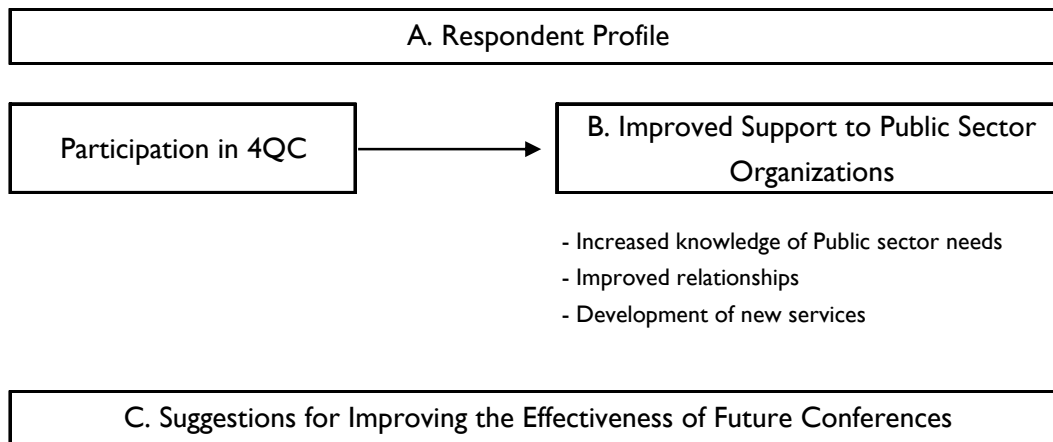 A. Respondent Profile
Participation in 4QC
B. Improved Support to Public Sector
Organizations
- Increased knowledge of Public sector needs
- Improved relationships
- Development of new services
C. Suggestions for Improving the Effectiveness of Future Conferences